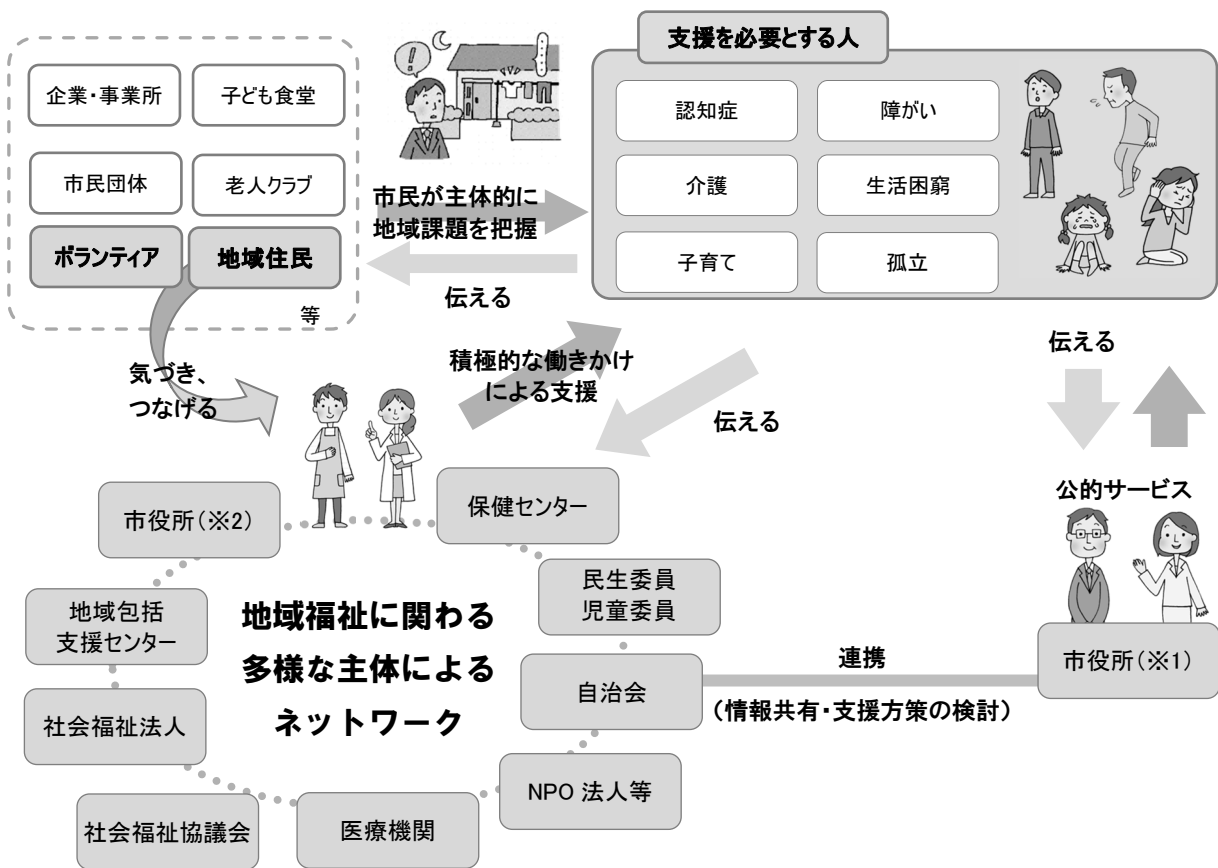 支援を必要とする人
企業・事業所
子ども食堂
市民団体
老人クラブ
ボランティア
地域住民
等
!
市民が主体的に
地域課題を把握
伝える
認知症
障がい
介護
生活困窮
子育て
孤立
気づき、
つなげる
積極的な働きかけ
による支援
伝える
伝える
公的サービス
市役所(※2)
保健センター
民生委員
児童委員
地域包括
支援センター
地域福祉に関わる
多様な主体による
ネットワーク
自治会
連携
(情報共有・支援方策の検討)
市役所(※1)
社会福祉法人
NPO 法人等
社会福祉協議会
医療機関